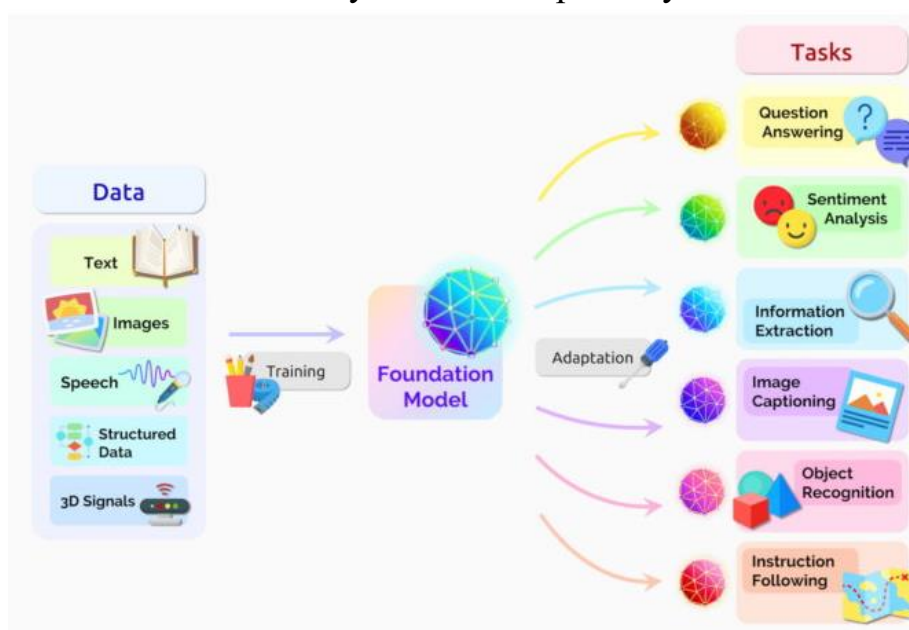 Tasks
Question
Answering
?
Data
Sentiment
Analysis
Text
Images
Information
Extraction
Training
Foundation
Model
Adaptation
Speech
Image
Captioning
Structured
Data
Object
Recognition
3D Signals
Instruction
Following